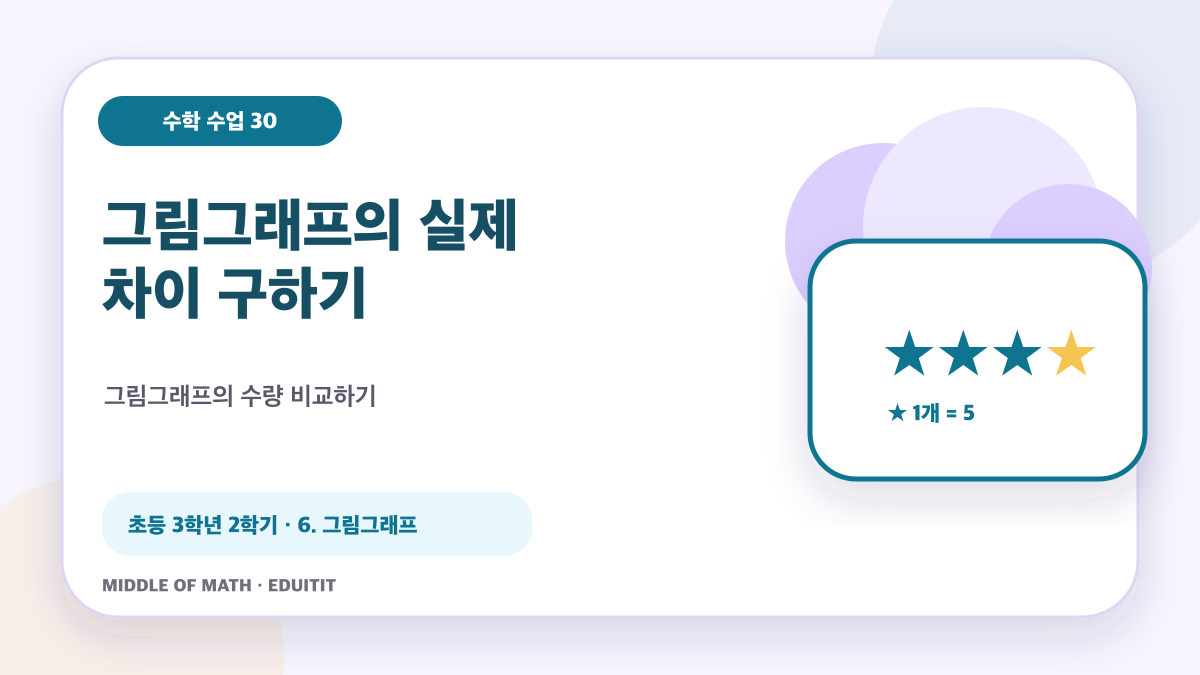 수학 수업 30
그림그래프의 실제
차이 구하기
그림그래프의 수량 비교하기
★ 1개 = 5
초등 3학년 2학기 · 6. 그림그래프
MIDDLE OF MATH · EDUITIT